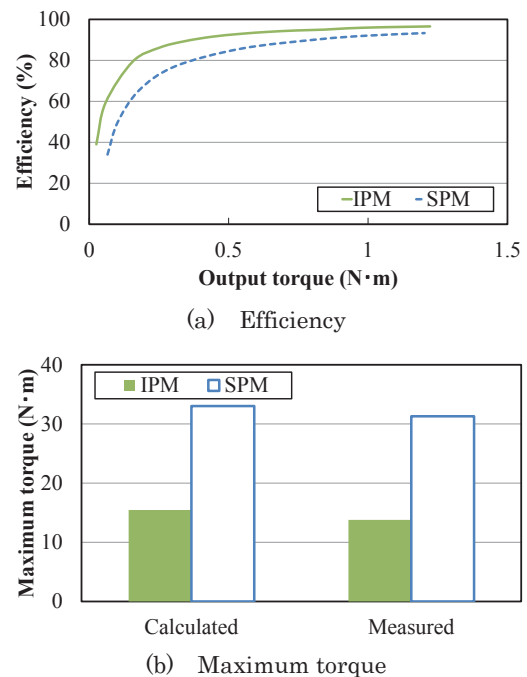 100
80
60
40
20
0
Efficiency (%)
IPM SPM
0 0.5 1 1.5
Output torque (N・m)
(a) Efficiency
40
30
20
10
0
Maximum torque (N・m)
IPM SPM
Calculated Measured
(b) Maximum torque